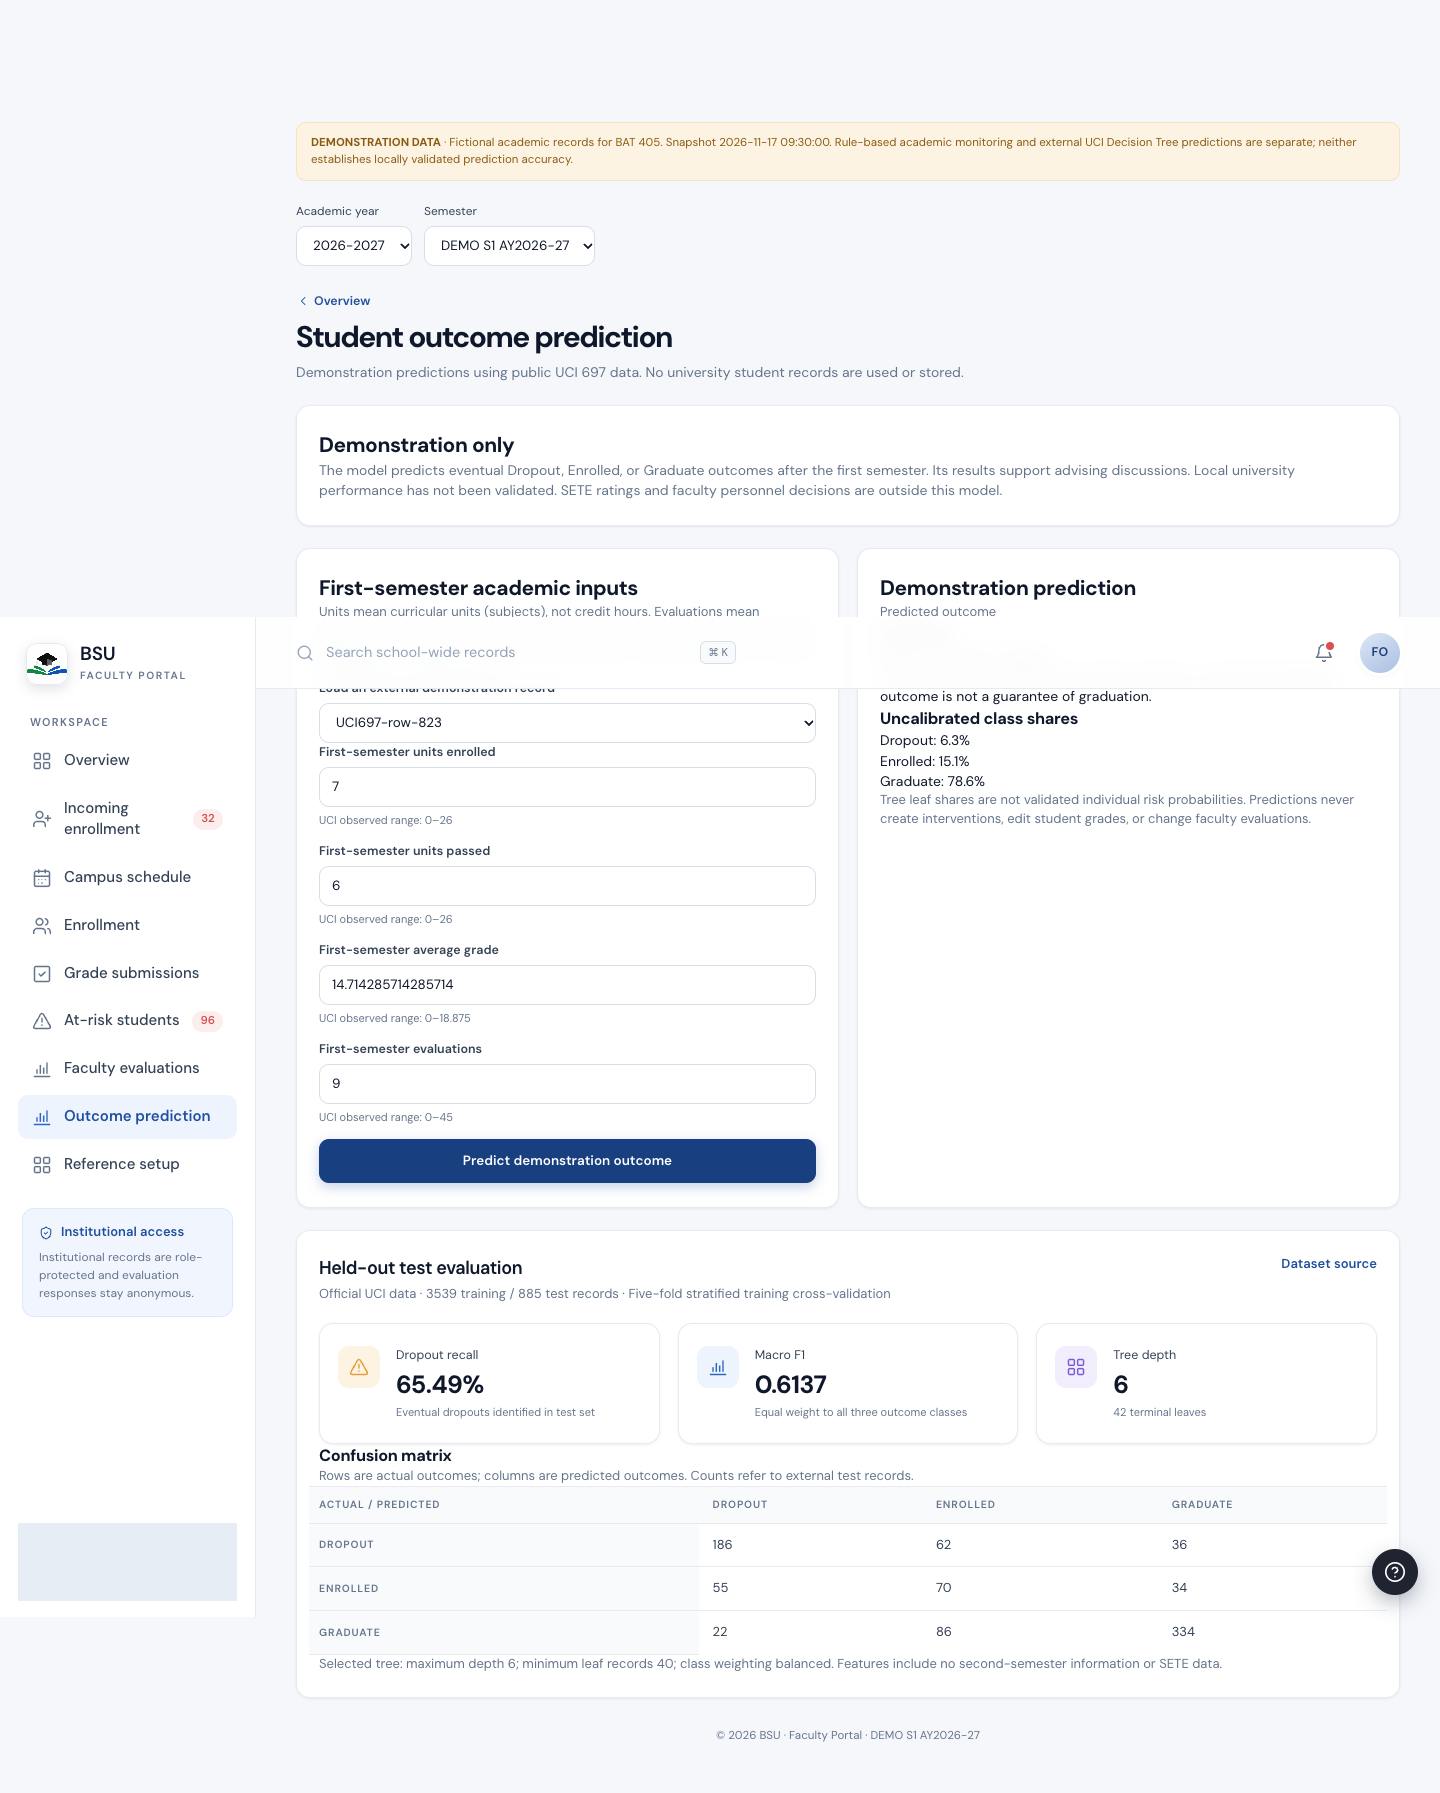 DEMONSTRATION DATA · Fictional academic records for BAT 405. Snapshot 2026-11-17 09:30:00. Rule-based academic monitoring and external UCI Decision Tree predictions are separate; neither
establishes locally validated prediction accuracy.
Academic year
Semester
2026-2027
DEMO S1 AY2026-27
Overview
Student outcome prediction
Demonstration predictions using public UCI 697 data. No university student records are used or stored.
Demonstration only
The model predicts eventual Dropout, Enrolled, or Graduate outcomes after the first semester. Its results support advising discussions. Local university
performance has not been validated. SETE ratings and faculty personnel decisions are outside this model.
First-semester academic inputs
Units mean curricular units (subjects), not credit hours. Evaluations mean
Demonstration prediction
Predicted outcome
BSU
FACULTY PORTAL
Search school-wide records
⌘ K
FO
WORKSPACE
Overview
Incoming
enrollment
32
Campus schedule
Enrollment
Grade submissions
At-risk students
96
Faculty evaluations
Outcome prediction
Reference setup
Institutional access
Institutional records are role-
protected and evaluation
responses stay anonymous.
Load an external demonstration record
UCI697-row-823
First-semester units enrolled
7
UCI observed range: 0–26
First-semester units passed
6
UCI observed range: 0–26
First-semester average grade
14.714285714285714
UCI observed range: 0–18.875
First-semester evaluations
9
UCI observed range: 0–45
Predict demonstration outcome
outcome is not a guarantee of graduation.
Uncalibrated class shares
Dropout: 6.3%
Enrolled: 15.1%
Graduate: 78.6%
Tree leaf shares are not validated individual risk probabilities. Predictions never
create interventions, edit student grades, or change faculty evaluations.
Held-out test evaluation
Dataset source
Official UCI data · 3539 training / 885 test records · Five-fold stratified training cross-validation
Dropout recall
65.49%
Eventual dropouts identified in test set
Macro F1
0.6137
Equal weight to all three outcome classes
Tree depth
6
42 terminal leaves
Confusion matrix
Rows are actual outcomes; columns are predicted outcomes. Counts refer to external test records.
ACTUAL / PREDICTED DROPOUT ENROLLED GRADUATE
DROPOUT 186 62 36
ENROLLED 55 70 34
GRADUATE 22 86 334
Selected tree: maximum depth 6; minimum leaf records 40; class weighting balanced. Features include no second-semester information or SETE data.
© 2026 BSU · Faculty Portal · DEMO S1 AY2026-27